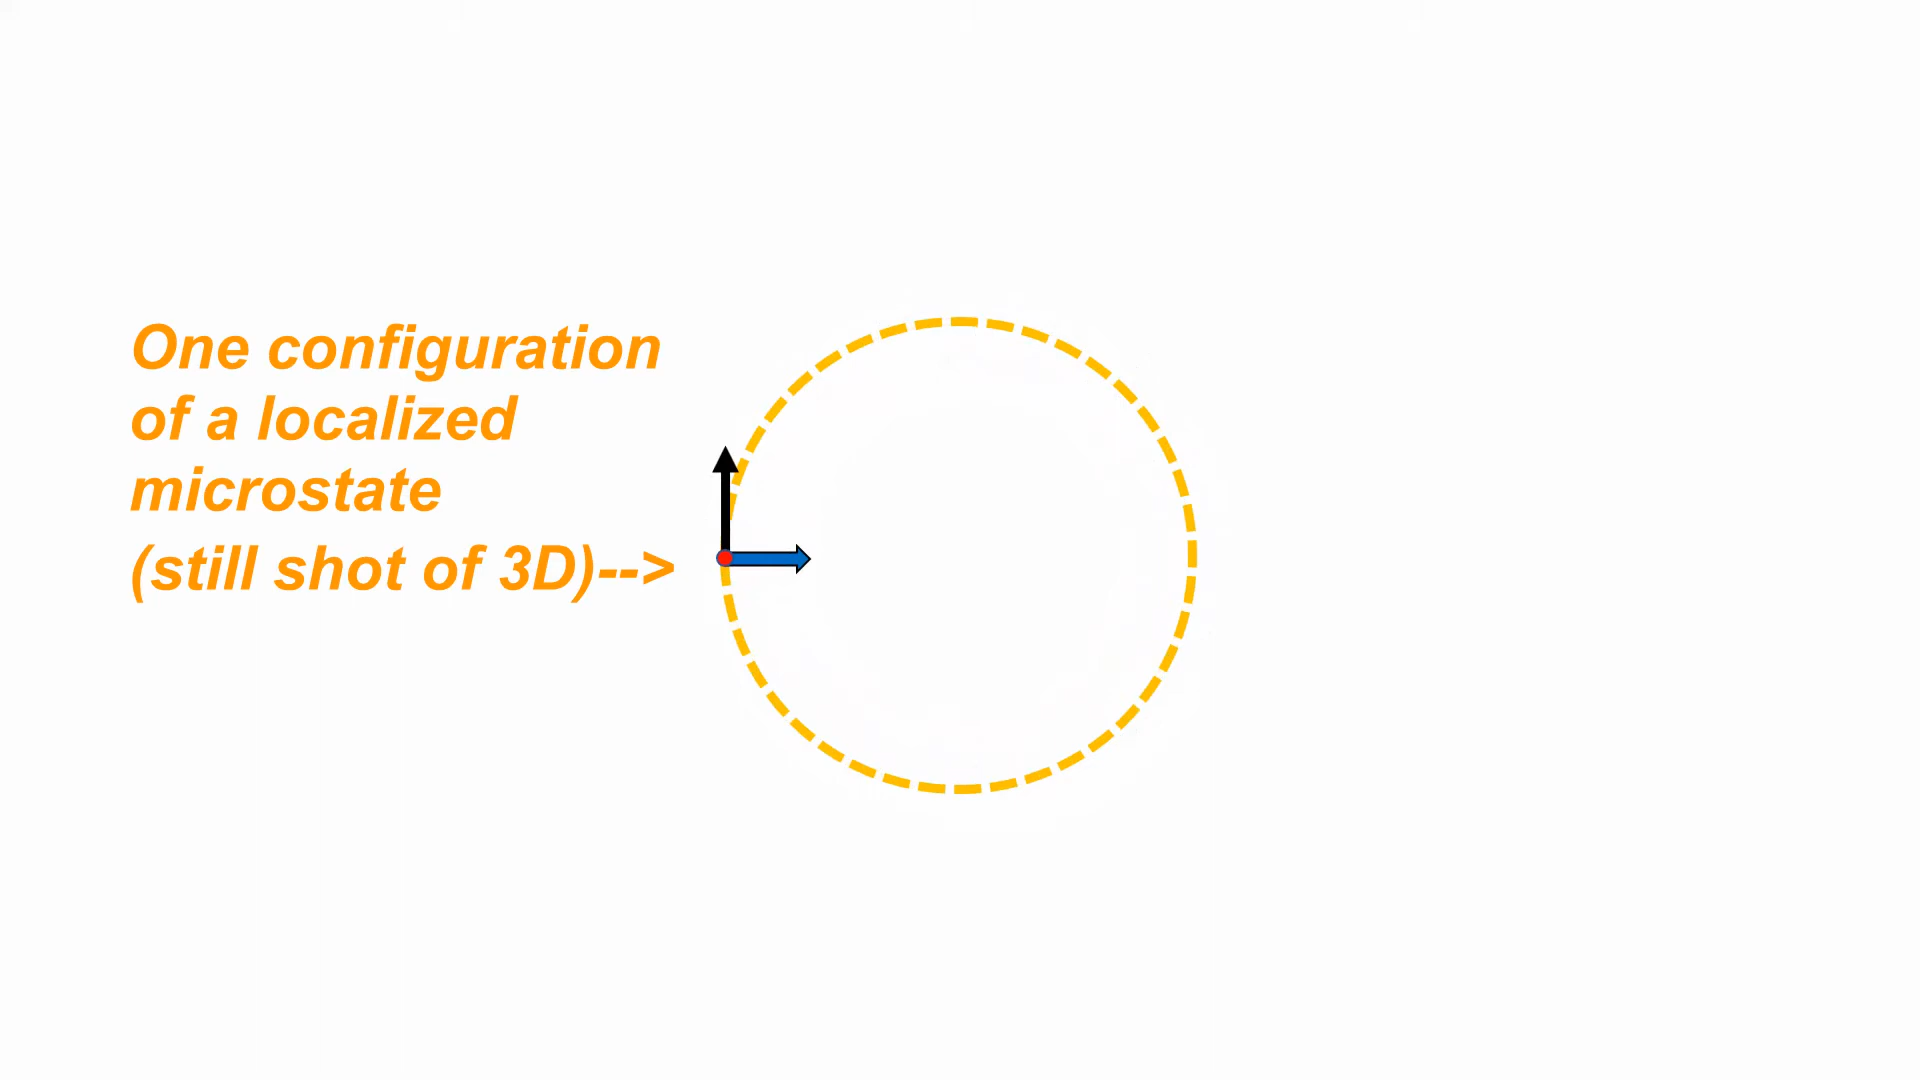 One configuration
of a localized
microstate
(still shot of 3D)-->